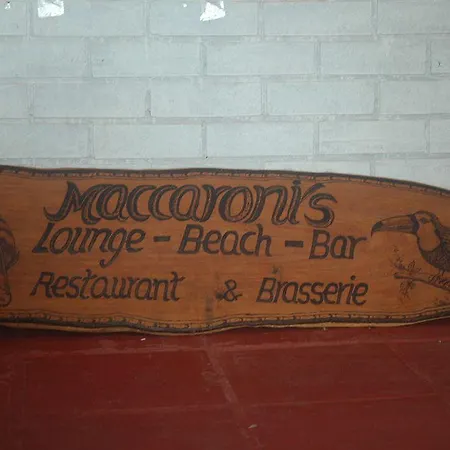 Maccaroni's
Lounge - Beach - Bar
Restaurant & Brasserie